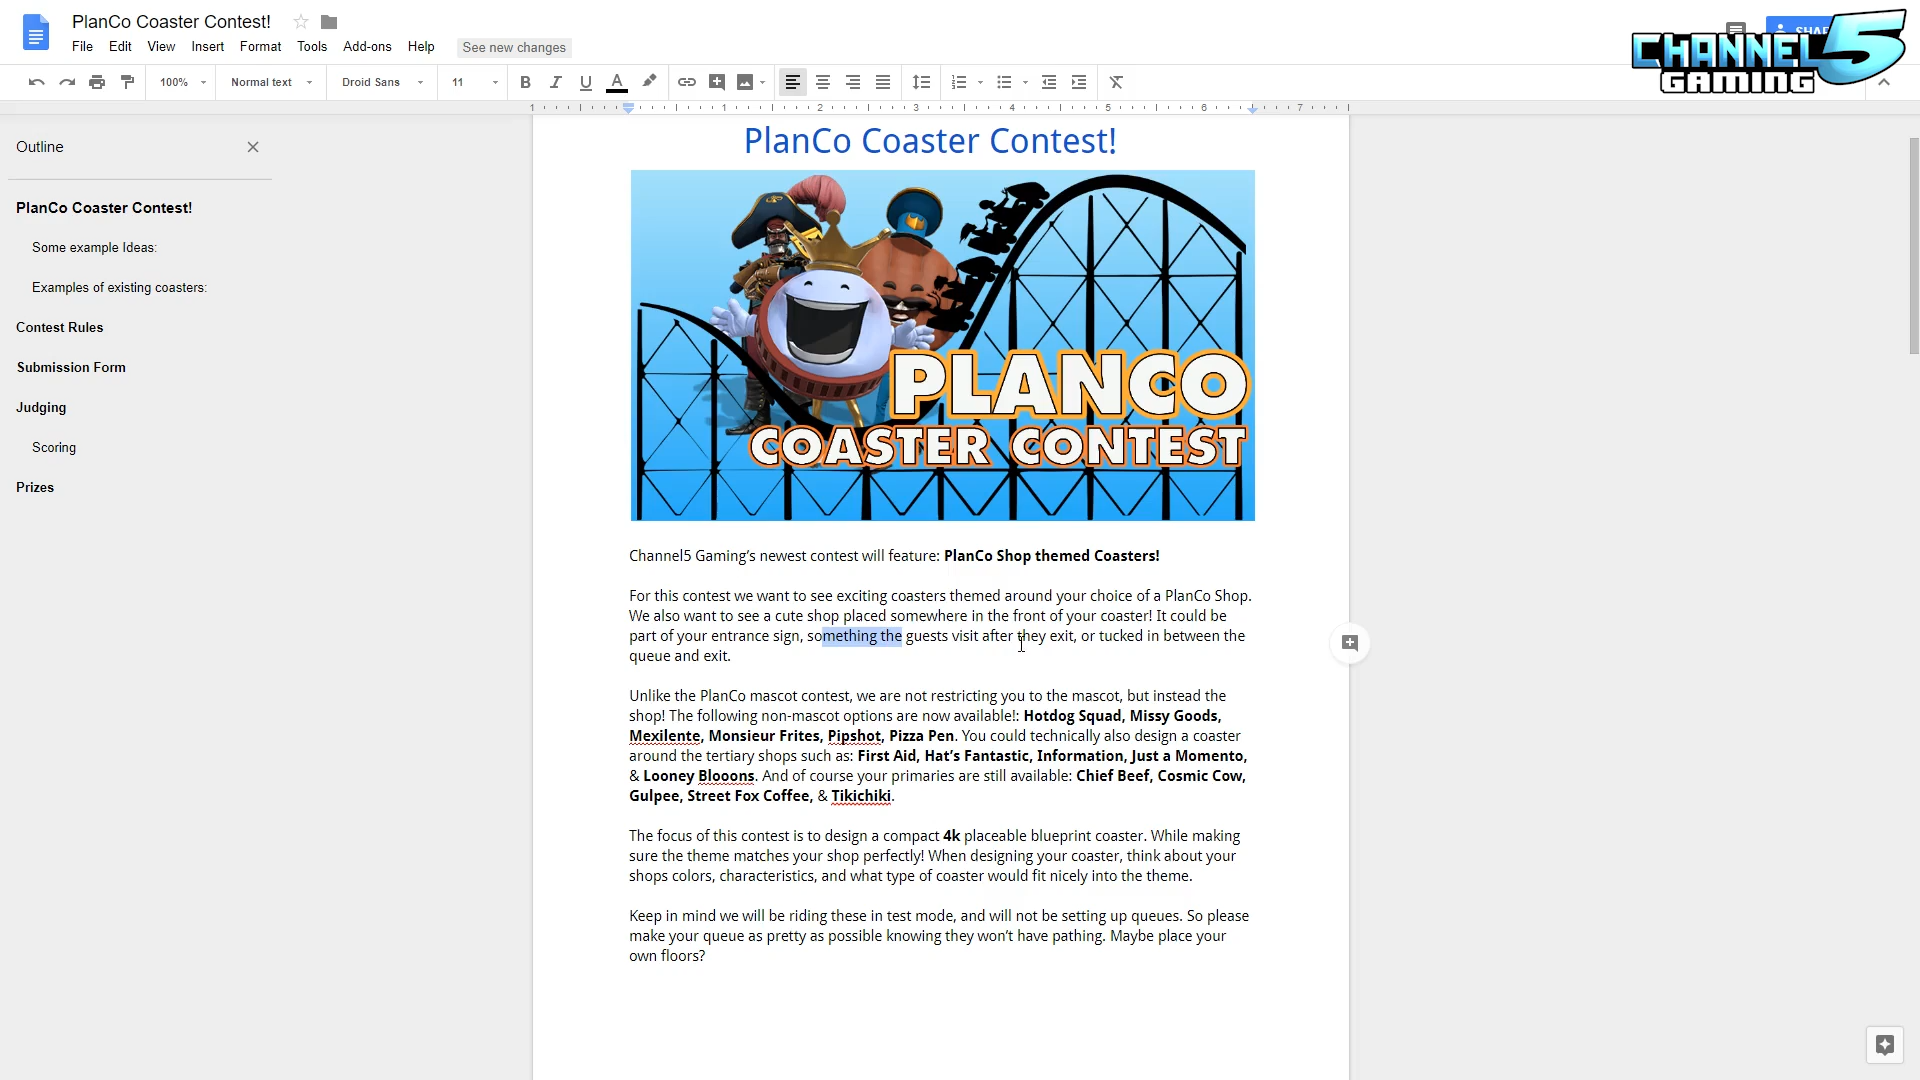 PlanCo Coaster Contest!
File Edit View Insert Format Tools Add-ons Help See new changes
CHANNEL 5
GAMING
100% Normal text Droid Sans 11 B I U A
1 1 2 3 4 5 6 7
Outline
PlanCo Coaster Contest!
Some example Ideas:
Examples of existing coasters:
Contest Rules
Submission Form
Judging
Scoring
Prizes
PlanCo Coaster Contest!
PLANCO
COASTER CONTEST
Channel5 Gaming’s newest contest will feature: PlanCo Shop themed Coasters!
For this contest we want to see exciting coasters themed around your choice of a PlanCo Shop.
We also want to see a cute shop placed somewhere in the front of your coaster! It could be
part of your entrance sign, something the guests visit after they exit, or tucked in between the
queue and exit.
Unlike the PlanCo mascot contest, we are not restricting you to the mascot, but instead the
shop! The following non-mascot options are now available!: Hotdog Squad, Missy Goods,
Mexilente, Monsieur Frites, Pipshot, Pizza Pen. You could technically also design a coaster
around the tertiary shops such as: First Aid, Hat’s Fantastic, Information, Just a Momento,
& Looney Blooons. And of course your primaries are still available: Chief Beef, Cosmic Cow,
Gulpee, Street Fox Coffee, & Tikichiki.
The focus of this contest is to design a compact 4k placeable blueprint coaster. While making
sure the theme matches your shop perfectly! When designing your coaster, think about your
shops colors, characteristics, and what type of coaster would fit nicely into the theme.
Keep in mind we will be riding these in test mode, and will not be setting up queues. So please
make your queue as pretty as possible knowing they won’t have pathing. Maybe place your
own floors?